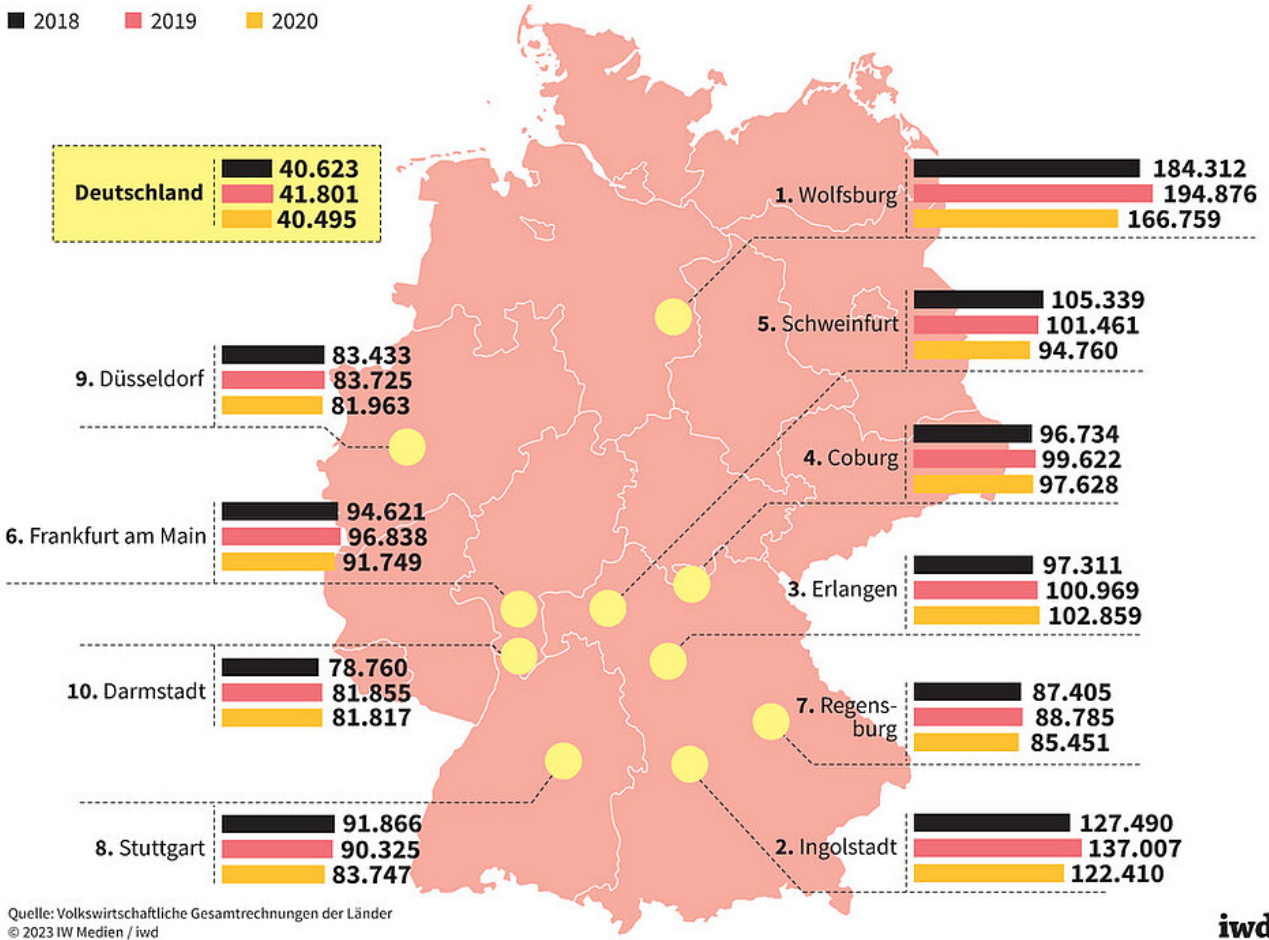 2018 2019 2020
Deutschland
40.623
41.801
40.495
1. Wolfsburg
184.312
194.876
166.759
5. Schweinfurt
105.339
101.461
94.760
9. Düsseldorf
83.433
83.725
81.963
4. Coburg
96.734
99.622
97.628
6. Frankfurt am Main
94.621
96.838
91.749
3. Erlangen
97.311
100.969
102.859
10. Darmstadt
78.760
81.855
81.817
7. Regens-
burg
87.405
88.785
85.451
8. Stuttgart
91.866
90.325
83.747
2. Ingolstadt
127.490
137.007
122.410
Quelle: Volkswirtschaftliche Gesamtrechnungen der Länder
© 2023 IW Medien / iwd
iwd